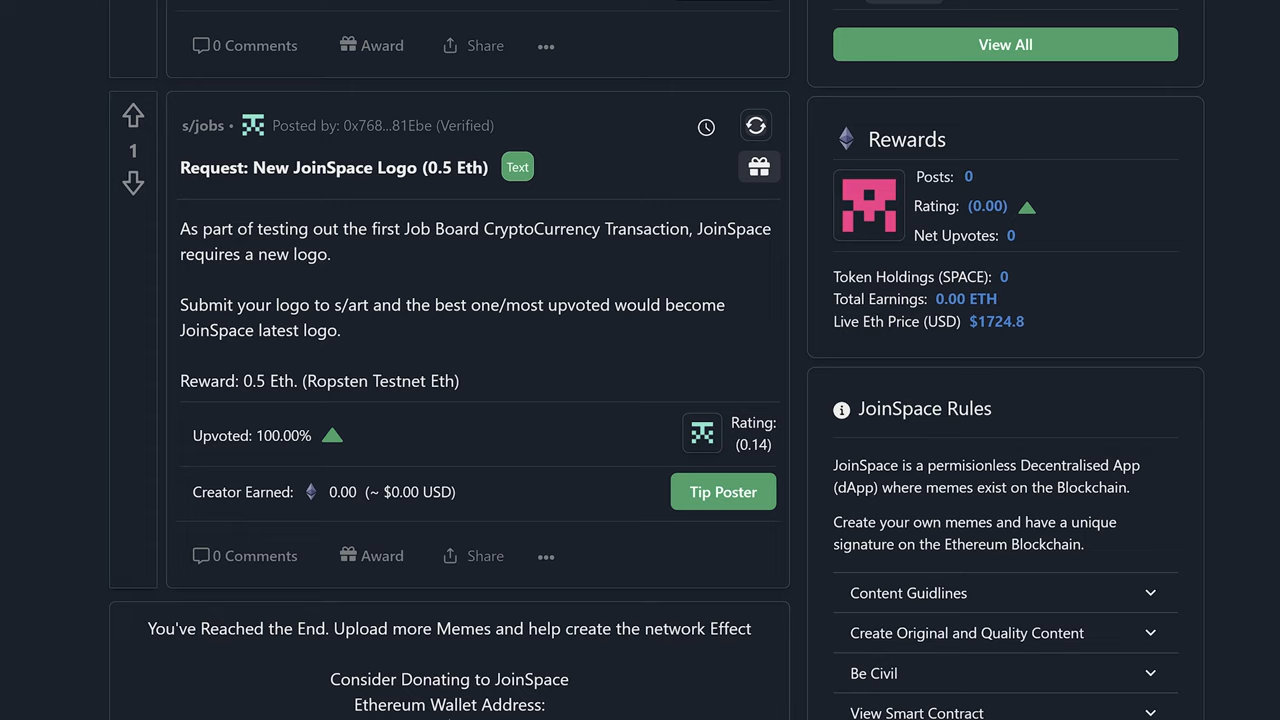 0 Comments
Award
Share
s/jobs • Posted by: 0x768...81Ebe (Verified)
1
Request: New JoinSpace Logo (0.5 Eth) Text
As part of testing out the first Job Board CryptoCurrency Transaction, JoinSpace
requires a new logo.
Submit your logo to s/art and the best one/most upvoted would become
JoinSpace latest logo.
Reward: 0.5 Eth. (Ropsten Testnet Eth)
Upvoted: 100.00%
Rating:
(0.14)
Creator Earned: 0.00 (~ $0.00 USD)
Tip Poster
0 Comments
Award
Share
You've Reached the End. Upload more Memes and help create the network Effect
Consider Donating to JoinSpace
Ethereum Wallet Address:
View All
Rewards
Posts: 0
Rating: (0.00)
Net Upvotes: 0
Token Holdings (SPACE): 0
Total Earnings: 0.00 ETH
Live Eth Price (USD) $1724.8
JoinSpace Rules
JoinSpace is a permisionless Decentralised App
(dApp) where memes exist on the Blockchain.
Create your own memes and have a unique
signature on the Ethereum Blockchain.
Content Guidlines
Create Original and Quality Content
Be Civil
View Smart Contract